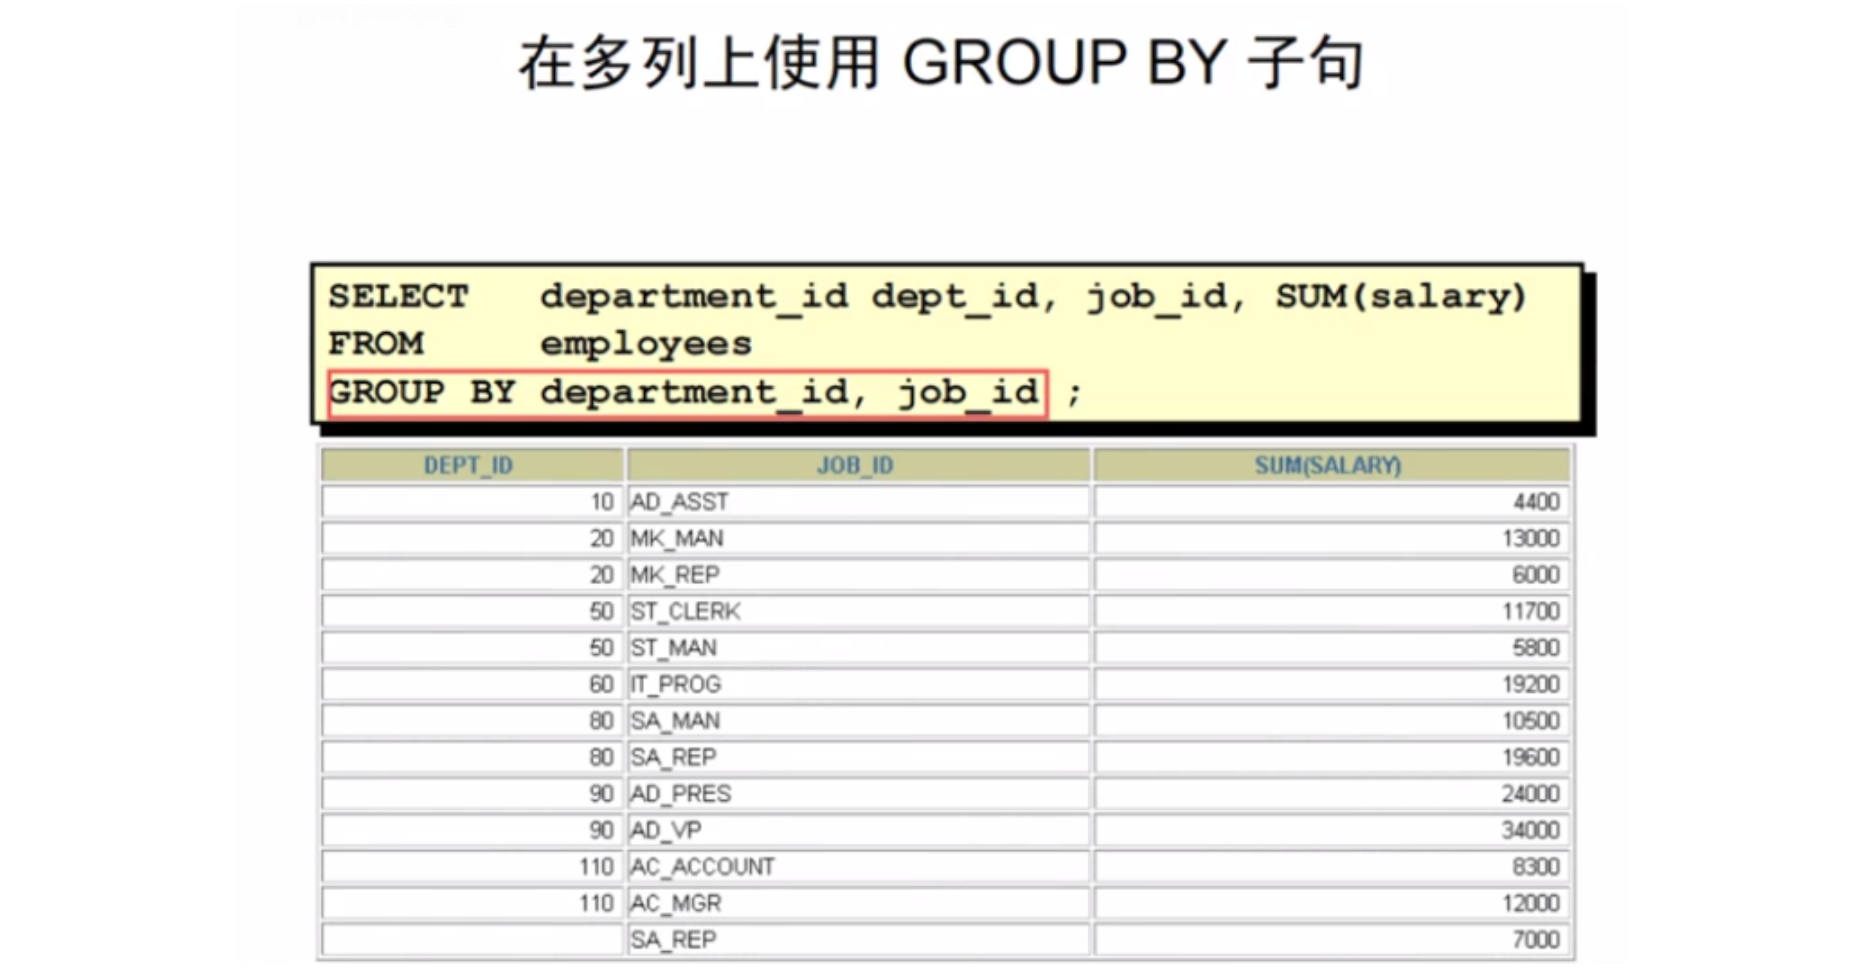 在多列上使用 GROUP BY 子句
SELECT department_id dept_id, job_id, SUM(salary)
FROM employees
GROUP BY department_id, job_id ;
DEPT_ID JOB_ID SUM(SALARY)
10 AD_ASST 4400
20 MK_MAN 13000
20 MK_REP 6000
50 ST_CLERK 11700
50 ST_MAN 5800
60 IT_PROG 19200
80 SA_MAN 10500
80 SA_REP 19600
90 AD_PRES 24000
90 AD_VP 34000
110 AC_ACCOUNT 8300
110 AC_MGR 12000
SA_REP 7000